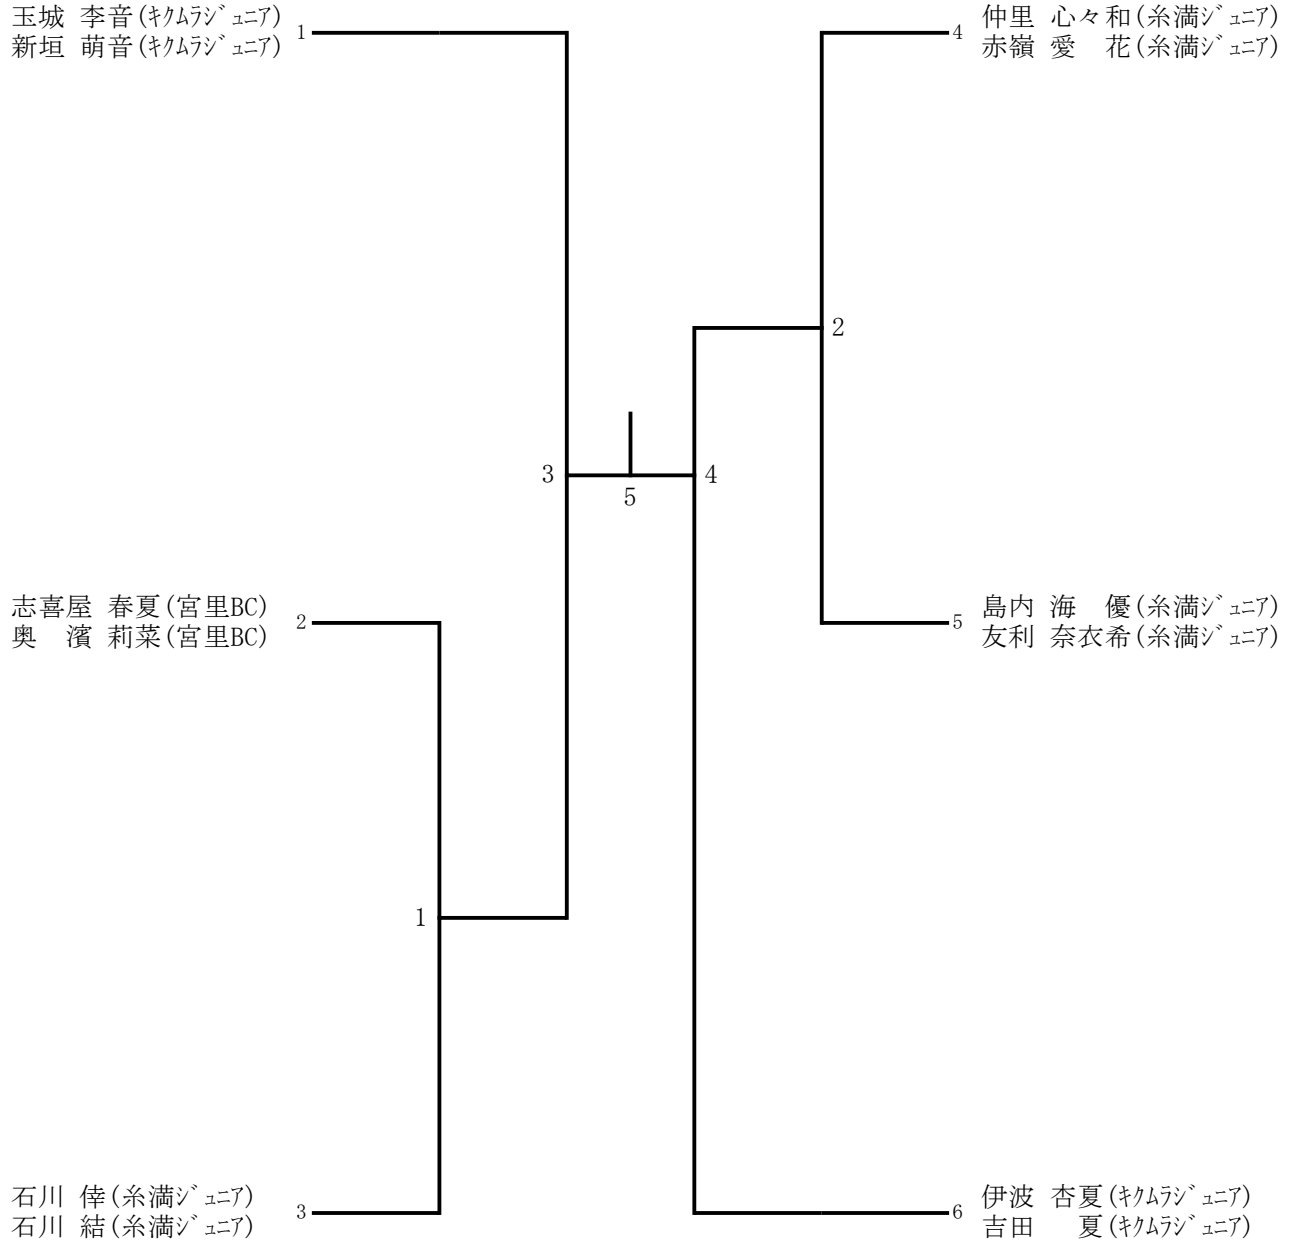 玉城 李音(ｷｸﾑﾗｼﾞｭﾆｱ)
新垣 萌音(ｷｸﾑﾗｼﾞｭﾆｱ)
1
4
仲里 心々和(糸満ｼﾞｭﾆｱ)
赤嶺 愛　花(糸満ｼﾞｭﾆｱ)
2
3
4
5
志喜屋 春夏(宮里BC)
奥　濱 莉菜(宮里BC)
2
5
島内 海　優(糸満ｼﾞｭﾆｱ)
友利 奈衣希(糸満ｼﾞｭﾆｱ)
1
石川 倖(糸満ｼﾞｭﾆｱ)
石川 結(糸満ｼﾞｭﾆｱ)
3
6
伊波 杏夏(ｷｸﾑﾗｼﾞｭﾆｱ)
吉田 　夏(ｷｸﾑﾗｼﾞｭﾆｱ)